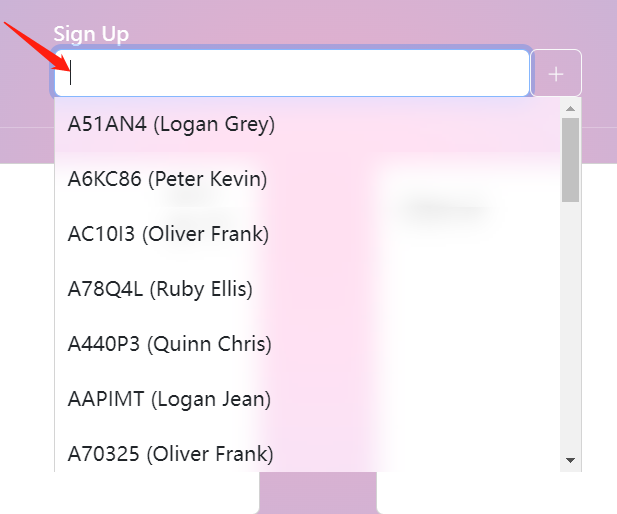 Sign Up
A51AN4 (Logan Grey)
A6KC86 (Peter Kevin)
AC10I3 (Oliver Frank)
A78Q4L (Ruby Ellis)
A440P3 (Quinn Chris)
AAPIMT (Logan Jean)
A70325 (Oliver Frank)